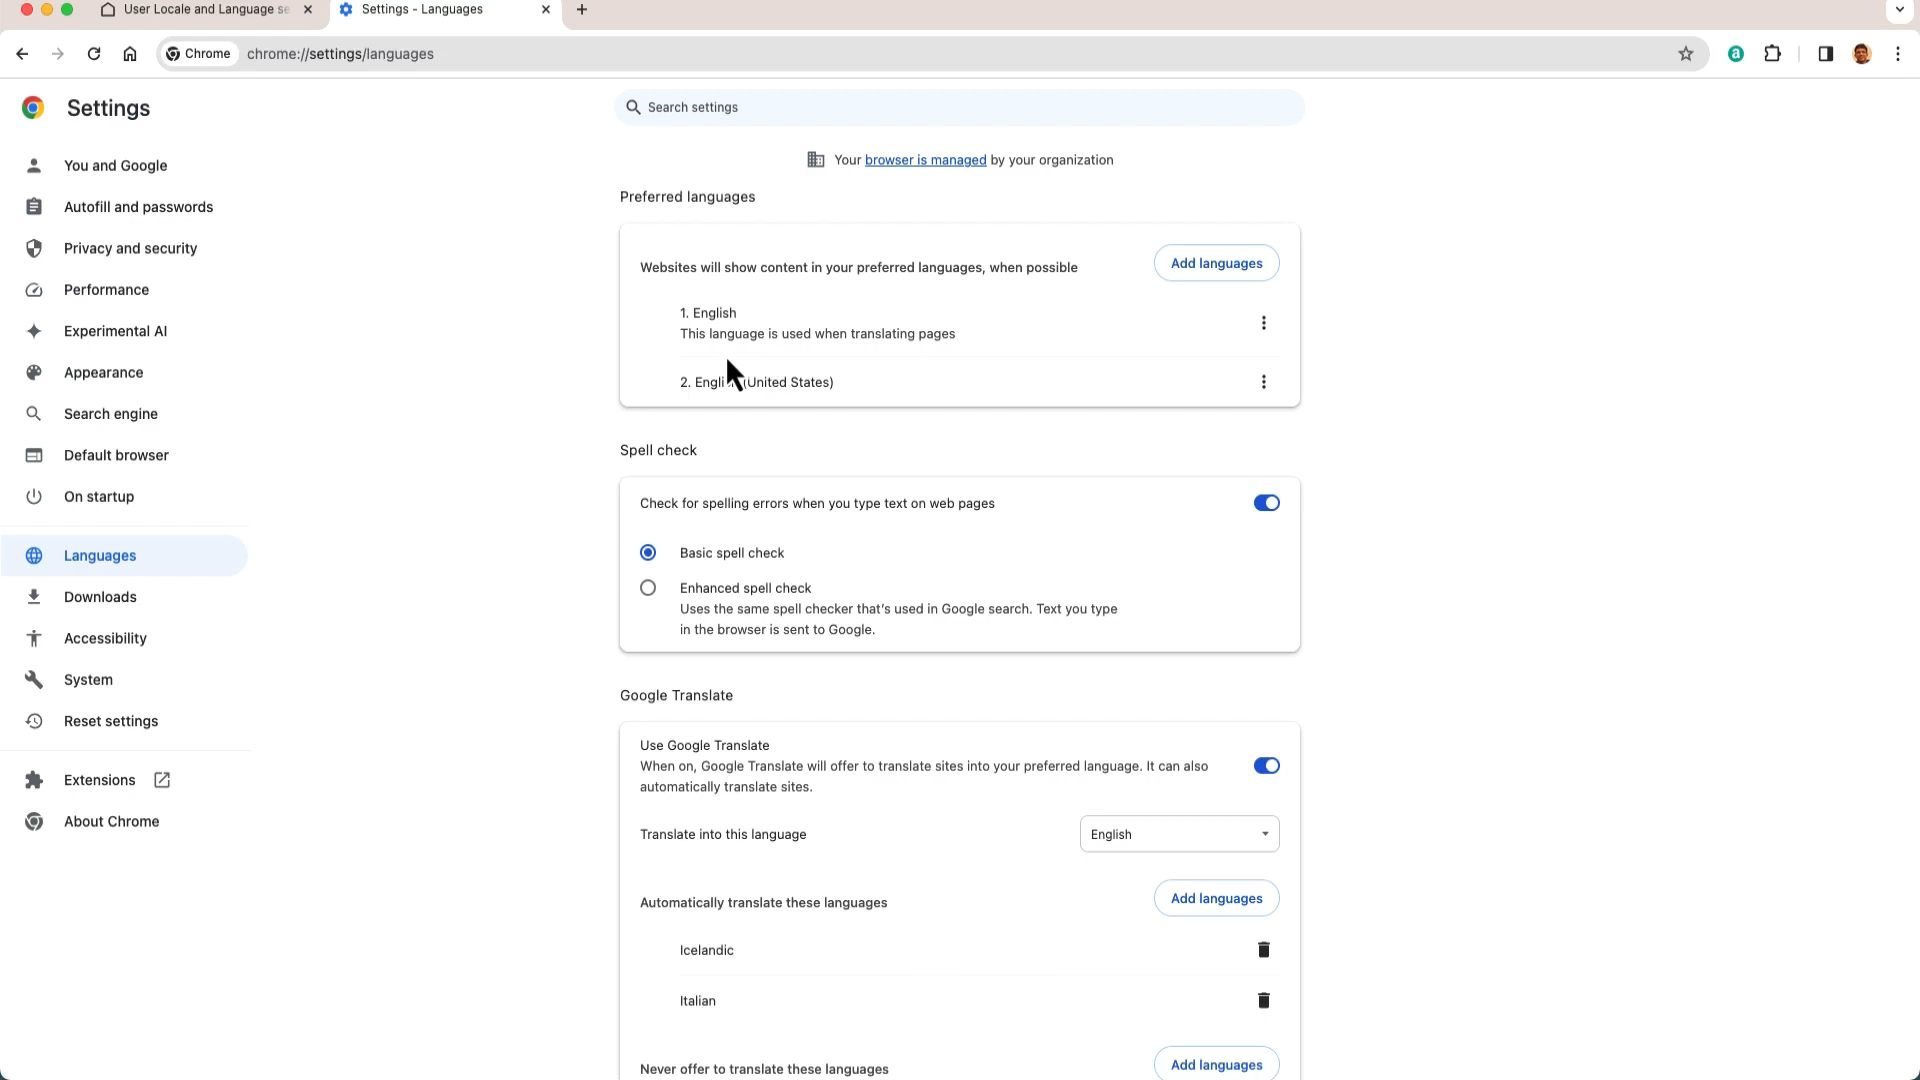 User Locale and Language se
Settings - Languages
Chrome
chrome://settings/languages
Settings
Search settings
You and Google
Autofill and passwords
Privacy and security
Performance
Experimental AI
Appearance
Search engine
Default browser
On startup
Languages
Downloads
Accessibility
System
Reset settings
Extensions
About Chrome
Your browser is managed by your organization
Preferred languages
Websites will show content in your preferred languages, when possible
Add languages
1. English
This language is used when translating pages
2. English (United States)
Spell check
Check for spelling errors when you type text on web pages
Basic spell check
Enhanced spell check
Uses the same spell checker that's used in Google search. Text you type
in the browser is sent to Google.
Google Translate
Use Google Translate
When on, Google Translate will offer to translate sites into your preferred language. It can also
automatically translate sites.
Translate into this language
English
Automatically translate these languages
Add languages
Icelandic
Italian
Never offer to translate these languages
Add languages